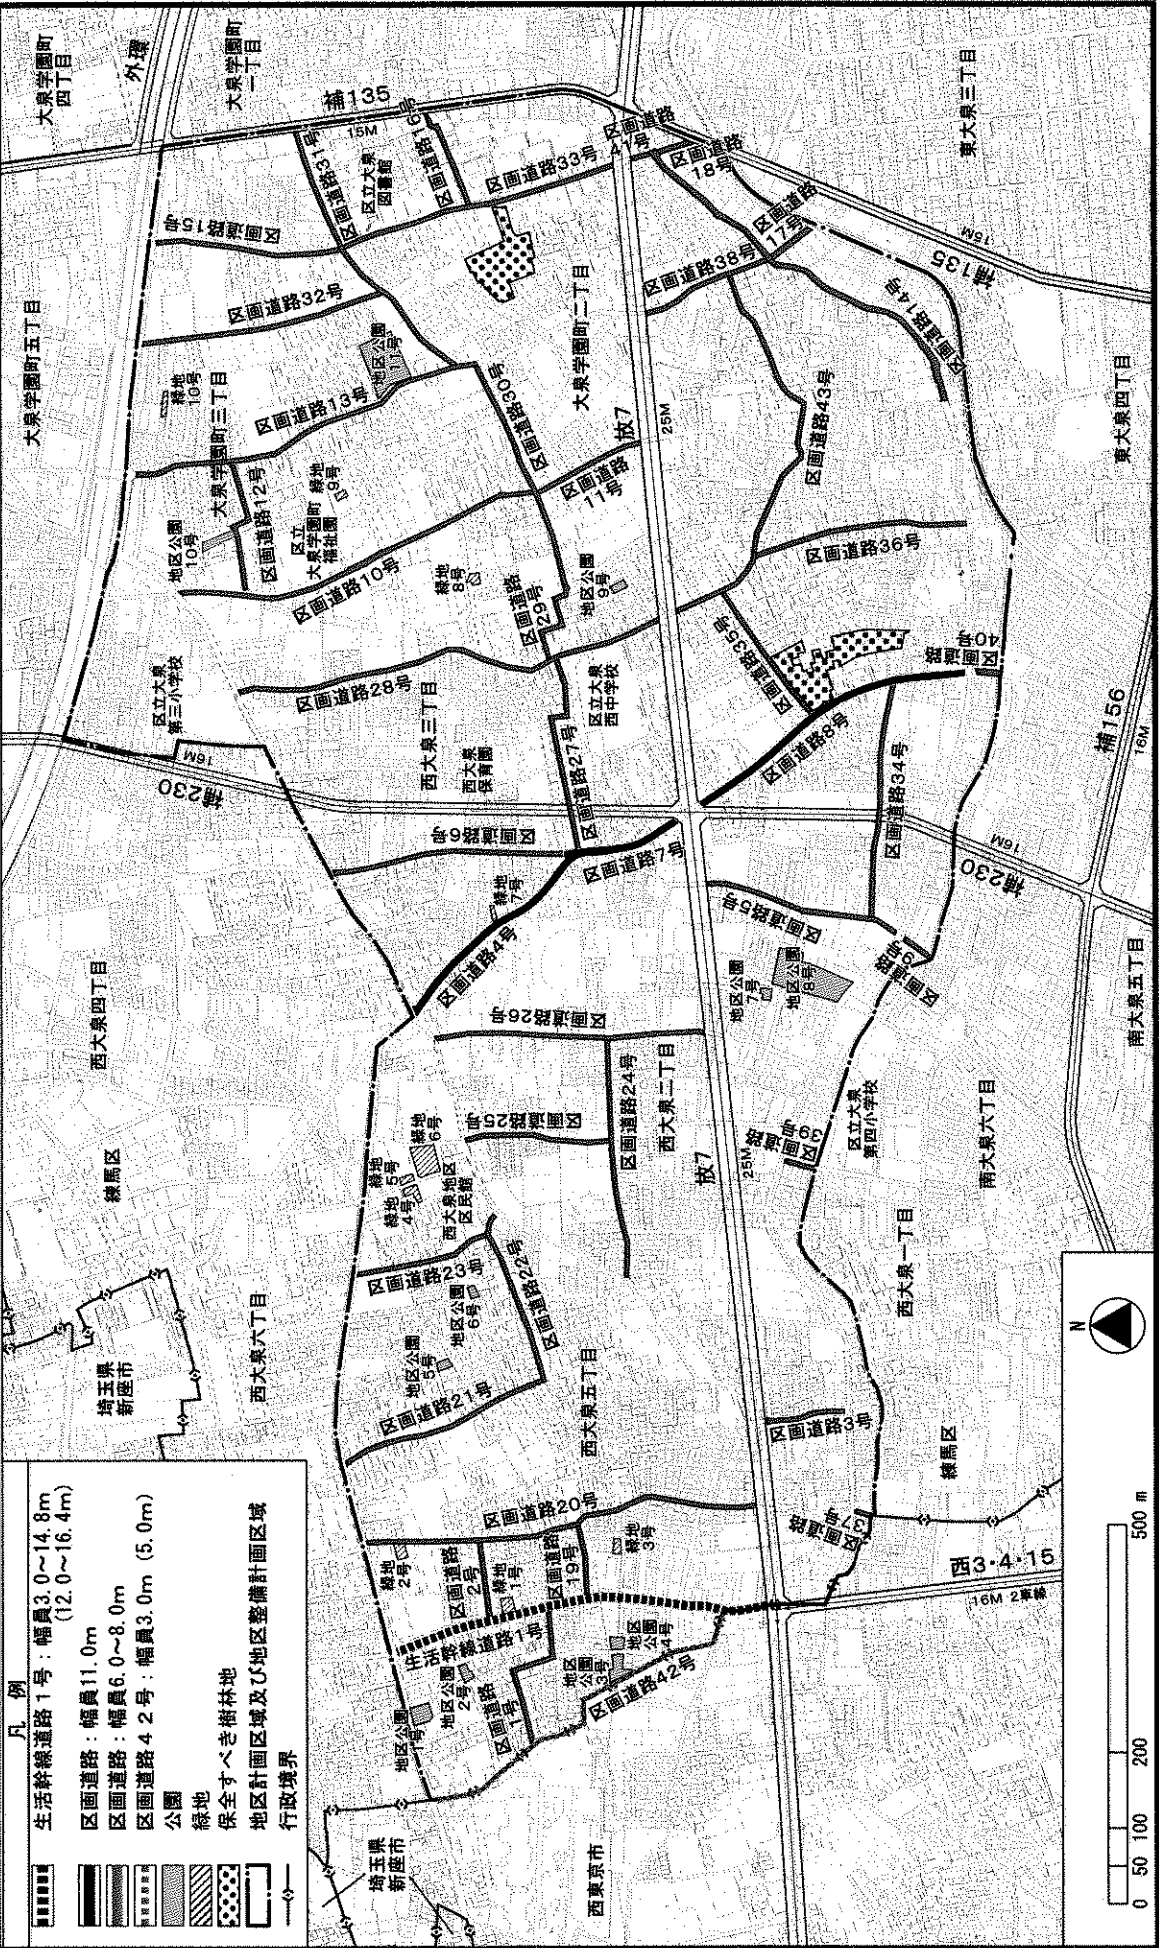 凡例
生活幹線道路1号：幅員3.0～14.8m
(12.0～16.4m)
区画道路：幅員11.0m
区画道路：幅員6.0～8.0m
区画道路42号：幅員3.0m（5.0m）
公園
緑地
保全すべき樹林地
地区計画区域及び地区整備計画区域
行政境界
埼玉県
新座市
西東京市
埼玉県
新座市
西大泉六丁目
練馬区
西大泉四丁目
大泉学園町五丁目
大泉学園町
四丁目
外環
大泉学園町
一丁目
補135
15M
地区公園
1号
地区公園
2号
区画道路
1号
生活幹線道路1号
地区
公園
3号
地区
公園
4号
区画道路42号
緑地
2号
区画道路
2号
緑地
1号
区画道路
19号
緑地
3号
区画道路20号
区画道路21号
地区公園
5号
地区公園
6号
区画道路23号
区画道路22号
西大泉五丁目
緑地
4号
緑地
5号
緑地
6号
西大泉地区
区民館
区画道路25号
区画道路24号
区画道路26号
西大泉二丁目
区画道路4号
緑地
7号
区画道路6号
区画道路7号
区画道路27号
西大泉
保育園
西大泉三丁目
補230
16M
区立大泉
第三小学校
区画道路28号
区立大泉
西中学校
区画道路
29号
地区公園
9号
緑地
8号
区画道路10号
区立
大泉学園町
福祉園
緑地
9号
区画道路12号
地区公園
10号
大泉学園町三丁目
緑地
10号
区画道路13号
地区公園
11号
区画道路30号
区画道路
11号
区画道路32号
区画道路15号
区画道路31号
区立大泉
図書館
区画道路16号
区画道路33号
大泉学園町二丁目
放7
25M
区画道路
41号
区画道路
18号
区画道路
17号
区画道路38号
区画道路14号
区画道路43号
区画道路36号
区画道路35号
区画道路8号
区画道路
40号
区画道路34号
区画道路5号
区画道路
9号
地区公園
7号
地区公園
8号
放7
25M
区画道路
39号
区立大泉
第四小学校
西大泉一丁目
区画道路3号
区画道路
37号
西3・4・15
16M 2車線
練馬区
南大泉六丁目
南大泉五丁目
補230
16M
補156
16M
東大泉四丁目
補135
15M
東大泉三丁目
N
0 50 100 200 500m